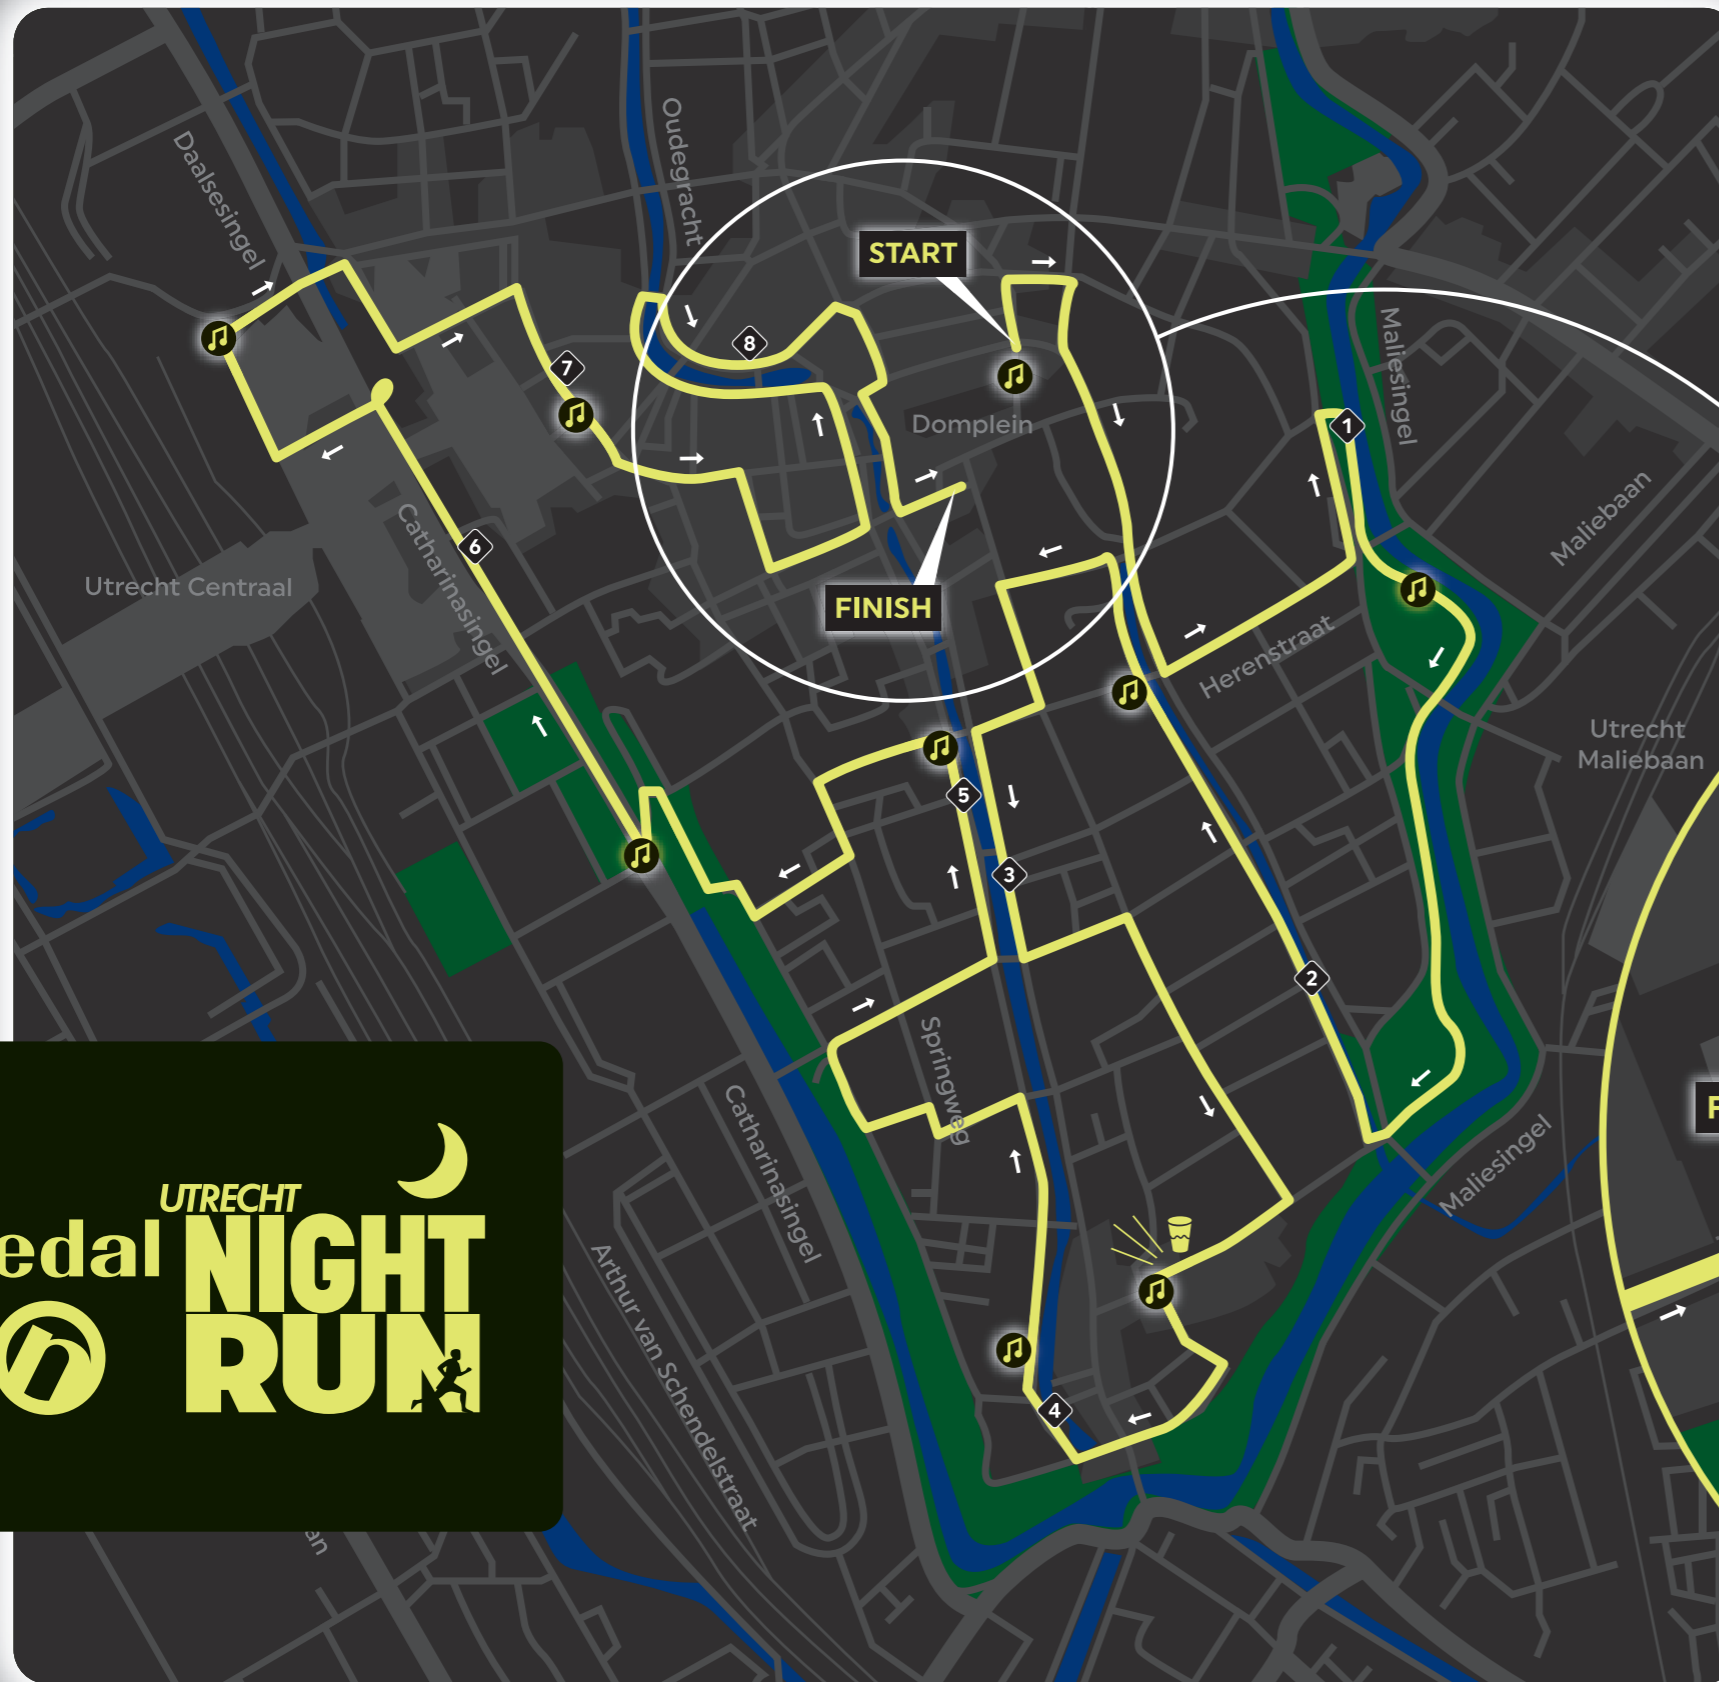 Oudegracht
Daalsesingel
START
8
7
Domplein
Maliesingel
1
Maliebaan
6
Catharinasingel
Utrecht Centraal
FINISH
Herenstraat
Utrecht
Maliebaan
5
3
2
Springweg
Catharinasingel
Maliesingel
4
Arthur van Schendelstraat
UTRECHT
NIGHT
RUN
edal
n
an
F